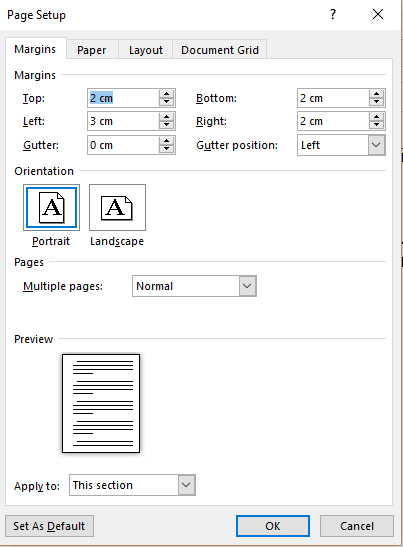 Page Setup ? ×
Margins Paper Layout Document Grid
Margins
Top: 2 cm Bottom: 2 cm
Left: 3 cm Right: 2 cm
Gutter: 0 cm Gutter position: Left
Orientation
A A
Portrait Landscape
Pages
Multiple pages: Normal
Preview
Apply to: This section
Set As Default OK Cancel